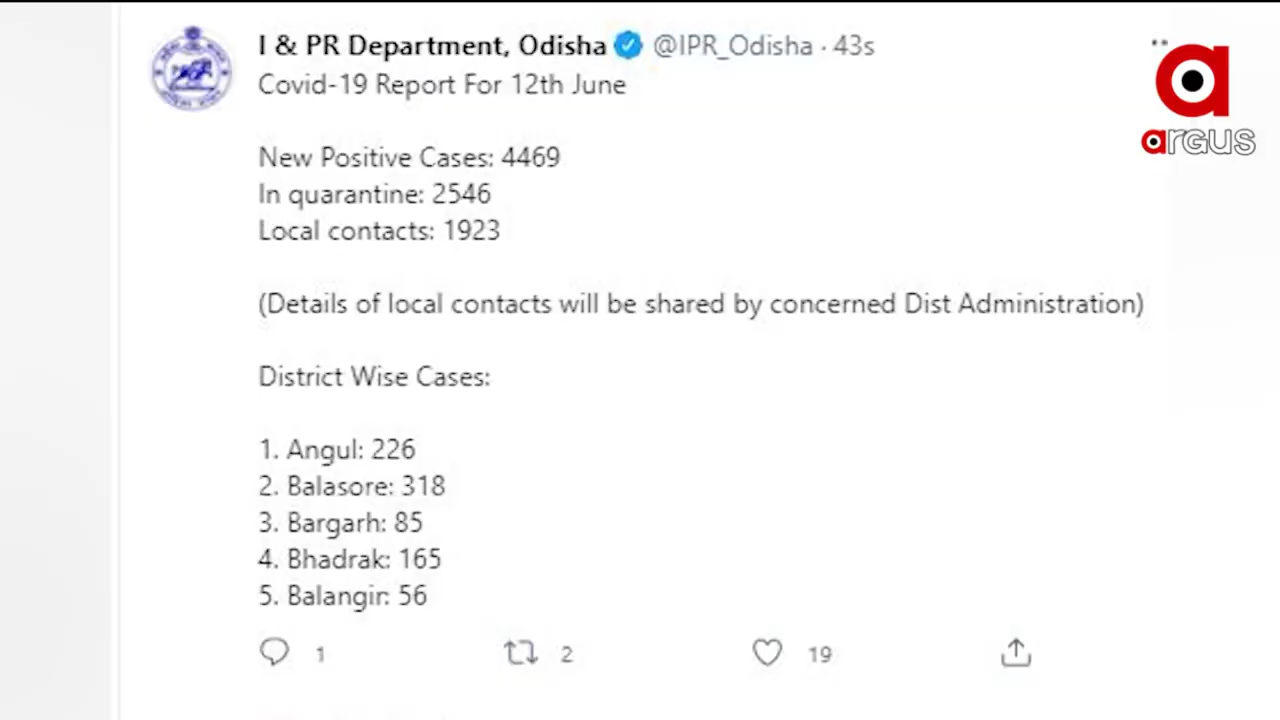 I & PR Department, Odisha @IPR_Odisha · 43s
Covid-19 Report For 12th June
argus
New Positive Cases: 4469
In quarantine: 2546
Local contacts: 1923
(Details of local contacts will be shared by concerned Dist Administration)
District Wise Cases:
1. Angul: 226
2. Balasore: 318
3. Bargarh: 85
4. Bhadrak: 165
5. Balangir: 56
1 2 19